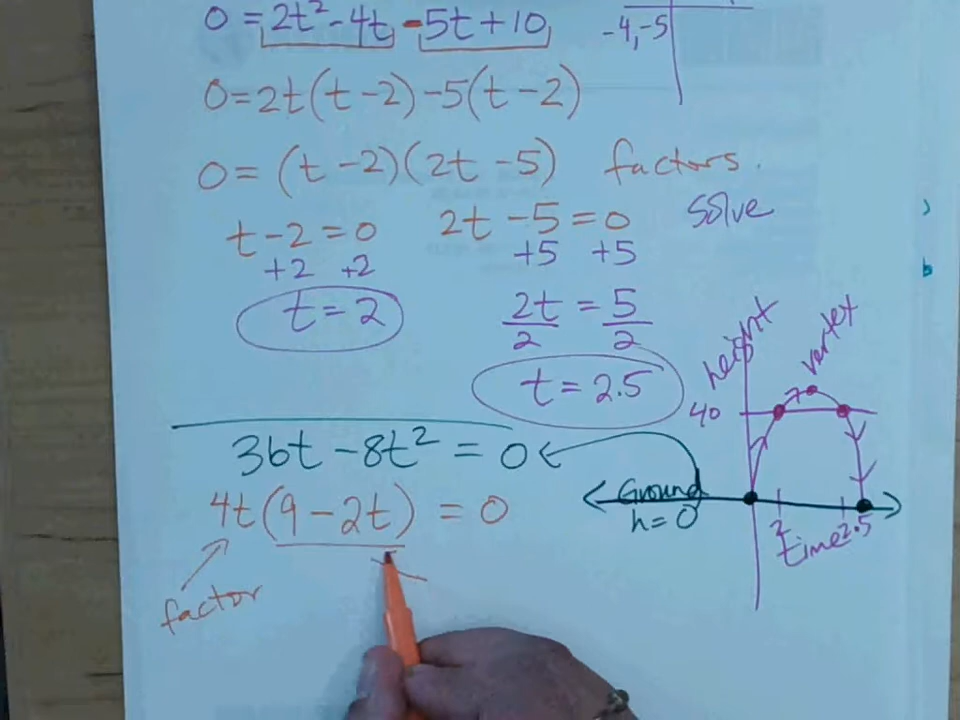 0 = 2t² - 4t - 5t + 10
-4, -5
0 = 2t(t - 2) - 5(t - 2)
0 = (t - 2)(2t - 5) factors.
t - 2 = 0 2t - 5 = 0 solve
+2 +2 +5 +5
t = 2 2t = 5
2 2
t = 2.5
height vertex
40
36t - 8t² = 0
Ground
h = 0
4t(9 - 2t) = 0
2 2.5
time
factor